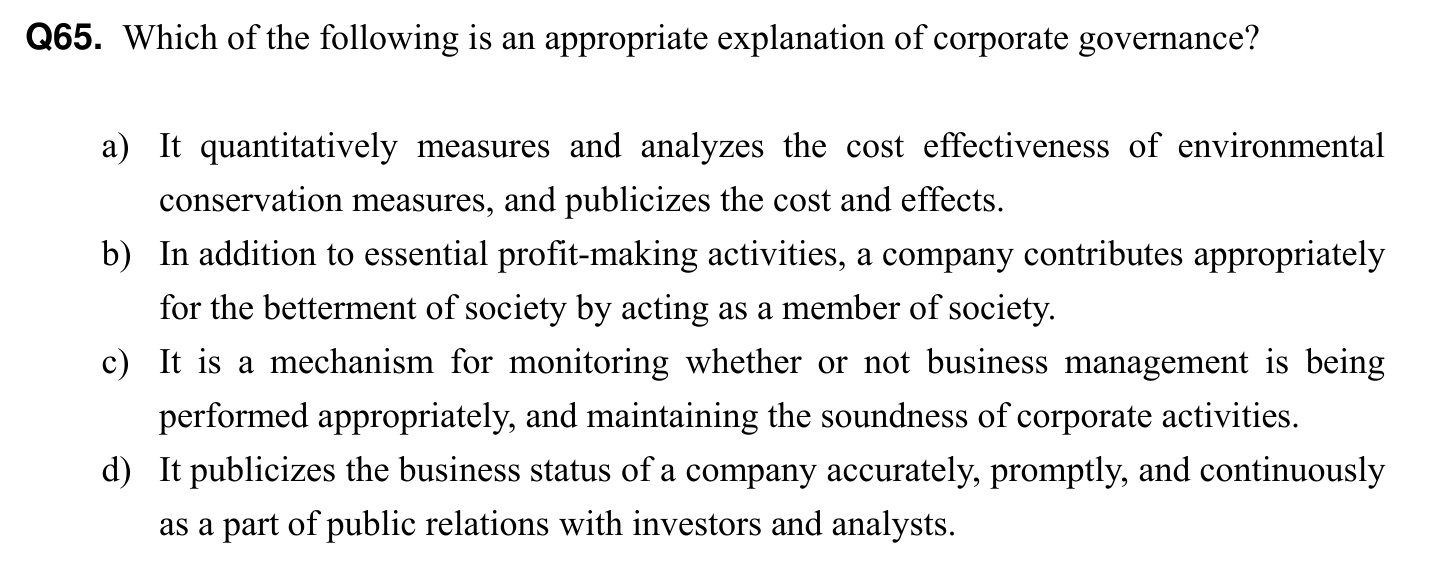 Q65. Which of the following is an appropriate explanation of corporate governance?
a) It quantitatively measures and analyzes the cost effectiveness of environmental
conservation measures, and publicizes the cost and effects.
b) In addition to essential profit-making activities, a company contributes appropriately
for the betterment of society by acting as a member of society.
c) It is a mechanism for monitoring whether or not business management is being
performed appropriately, and maintaining the soundness of corporate activities.
d) It publicizes the business status of a company accurately, promptly, and continuously
as a part of public relations with investors and analysts.